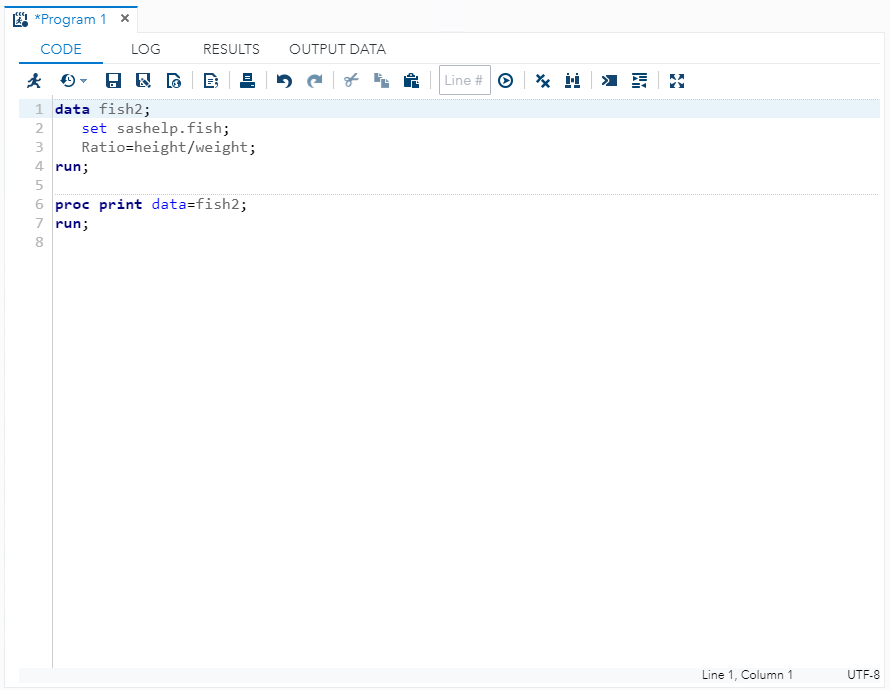 *Program 1 ×
CODE LOG RESULTS OUTPUT DATA
Line #
1 data fish2;
2    set sashelp.fish;
3    Ratio=height/weight;
4 run;
5
6 proc print data=fish2;
7 run;
8
Line 1, Column 1 UTF-8